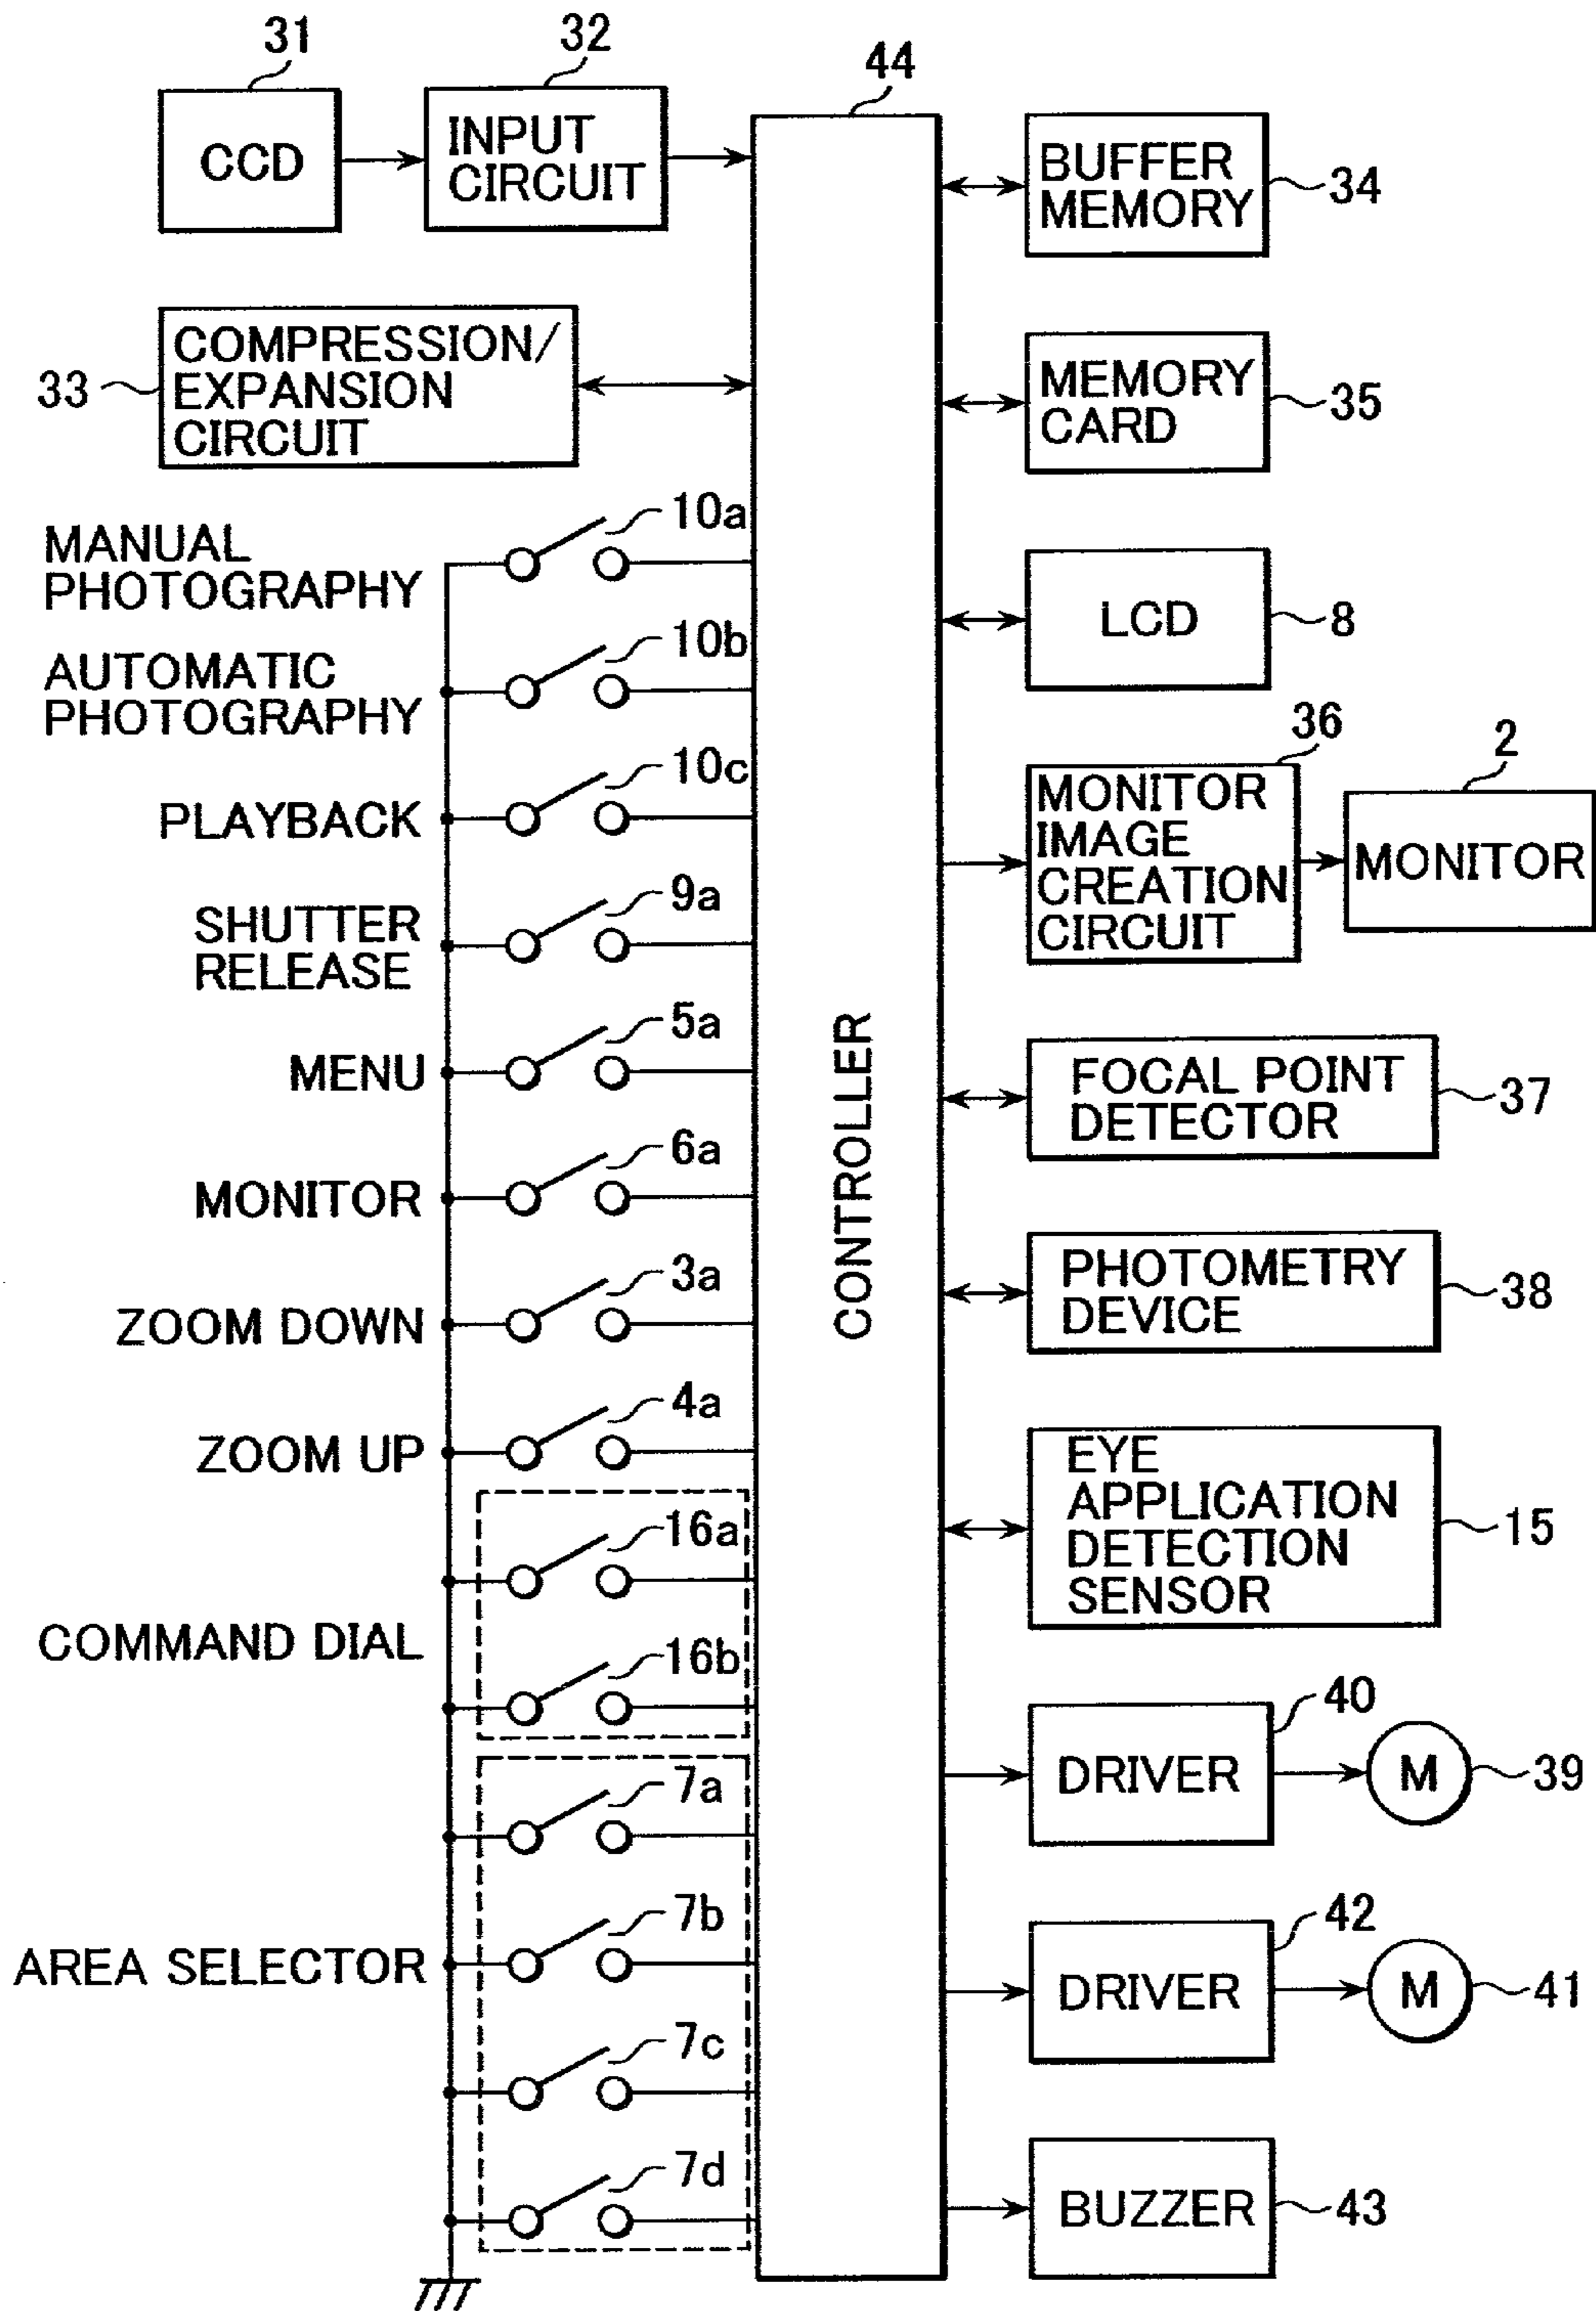 31
32
44
CCD
INPUT
CIRCUIT
BUFFER
MEMORY
34
33
COMPRESSION/
EXPANSION
CIRCUIT
MEMORY
CARD
35
MANUAL
PHOTOGRAPHY
10a
LCD
8
AUTOMATIC
PHOTOGRAPHY
10b
36
2
PLAYBACK
10c
MONITOR
IMAGE
CREATION
CIRCUIT
MONITOR
SHUTTER
RELEASE
9a
MENU
5a
CONTROLLER
FOCAL POINT
DETECTOR
37
MONITOR
6a
ZOOM DOWN
3a
PHOTOMETRY
DEVICE
38
ZOOM UP
4a
EYE
APPLICATION
DETECTION
SENSOR
15
COMMAND DIAL
16a
16b
40
DRIVER
M
39
AREA SELECTOR
7a
7b
7c
7d
42
DRIVER
M
41
BUZZER
43